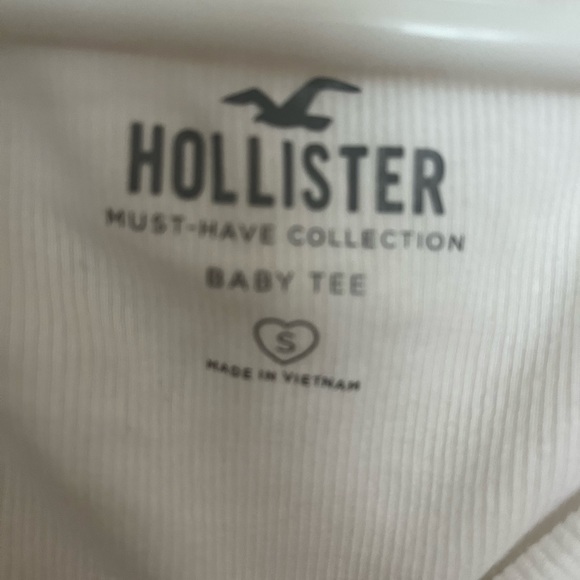 HOLLISTER
MUST-HAVE COLLECTION
BABY TEE
S
MADE IN VIETNAM